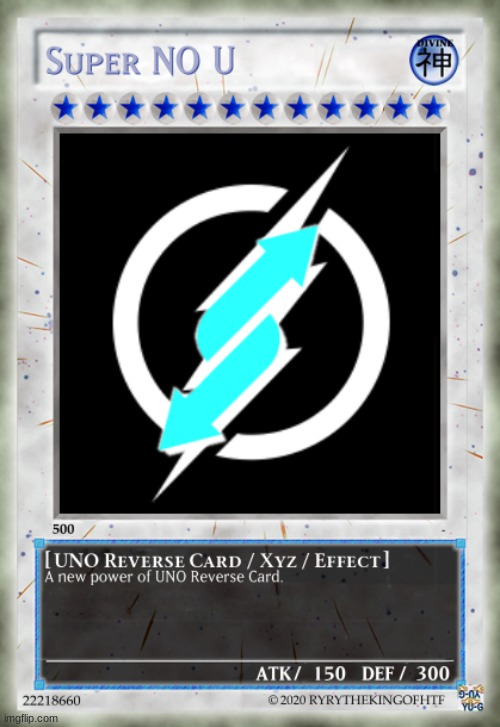 Super NO U
DIVINE
神
500
[UNO Reverse Card / Xyz / Effect]
A new power of UNO Reverse Card.
ATK/ 150 DEF/ 300
22218660
© 2020 RYRYTHEKINGOFHTF
YU-G
imgflip.com